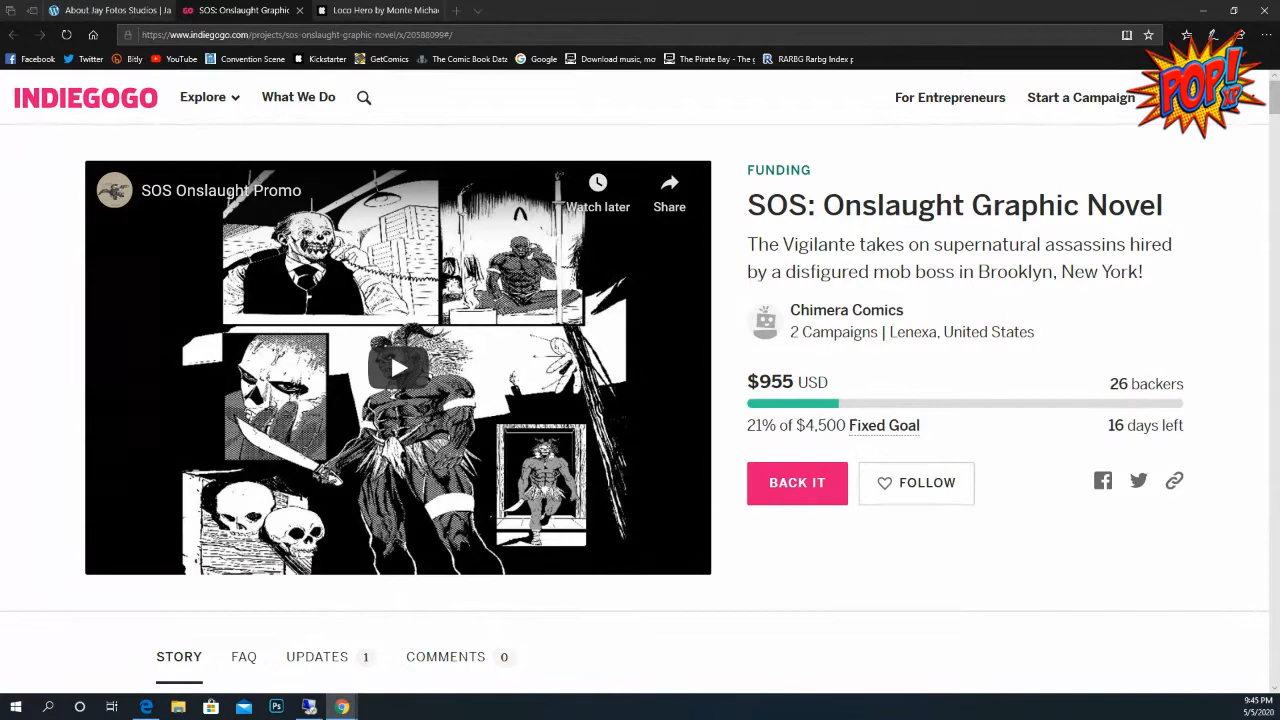 About Jay Fotos Studios | Ja
SOS: Onslaught Graphic
Loco Hero by Monte Michae
https://www.indiegogo.com/projects/sos-onslaught-graphic-novel/x/20588099#/
Facebook
Twitter
Bitly
YouTube
Convention Scene
Kickstarter
GetComics
The Comic Book Datz
Google
Download music, mo
The Pirate Bay - The g
RARBG Rarbg Index p
INDIEGOGO
Explore
What We Do
For Entrepreneurs
Start a Campaign
POP! XP
SOS Onslaught Promo
Watch later
Share
FUNDING
SOS: Onslaught Graphic Novel
The Vigilante takes on supernatural assassins hired
by a disfigured mob boss in Brooklyn, New York!
Chimera Comics
2 Campaigns | Lenexa, United States
$955 USD
26 backers
21% of $4,500 Fixed Goal
16 days left
BACK IT
FOLLOW
STORY
FAQ
UPDATES 1
COMMENTS 0
9:45 PM
5/5/2020